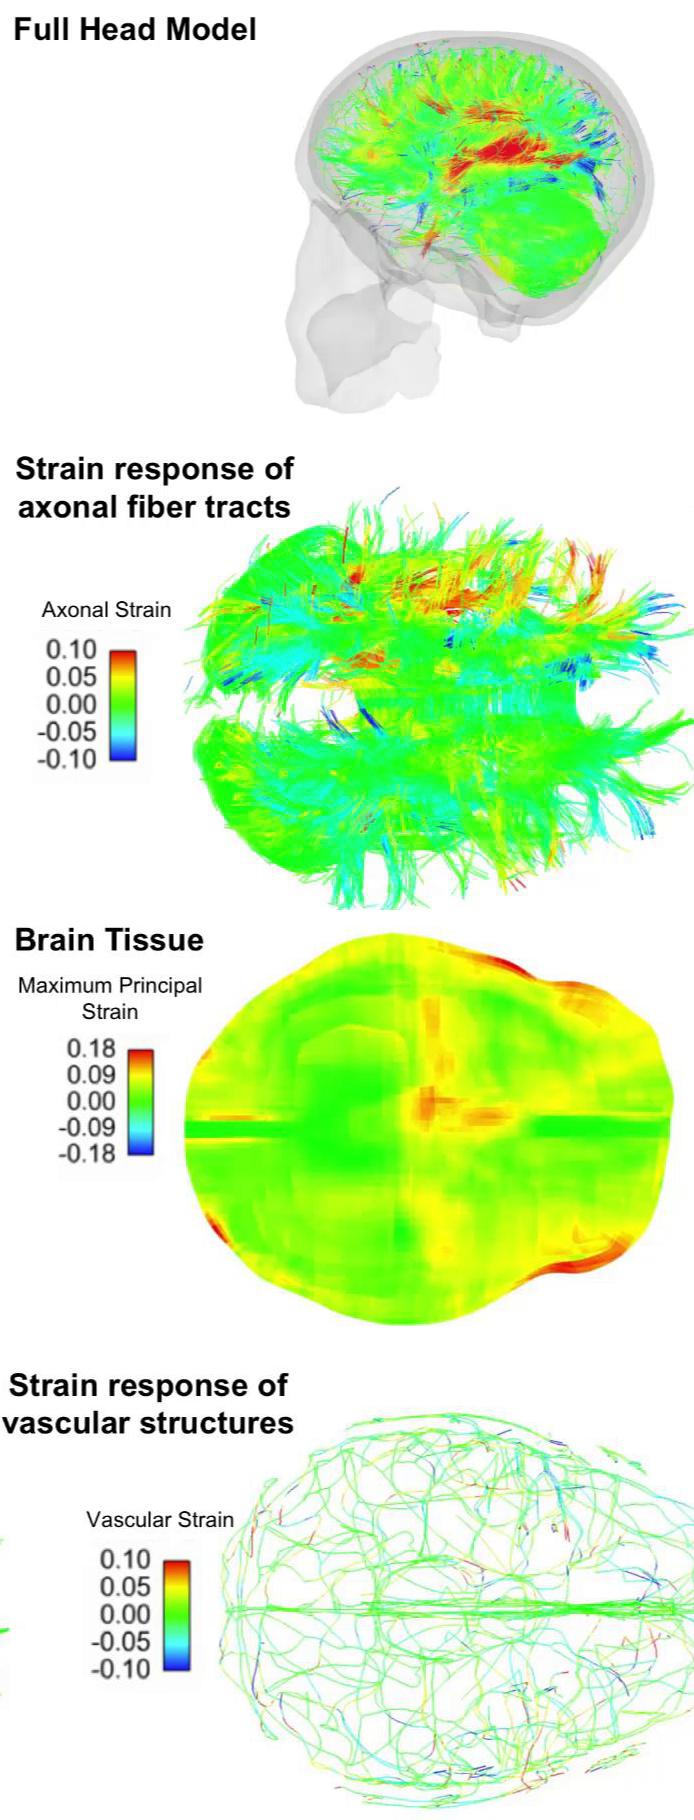 Full Head Model
Strain response of
axonal fiber tracts
Axonal Strain
0.10
0.05
0.00
-0.05
-0.10
Brain Tissue
Maximum Principal
Strain
0.18
0.09
0.00
-0.09
-0.18
Strain response of
vascular structures
Vascular Strain
0.10
0.05
0.00
-0.05
-0.10